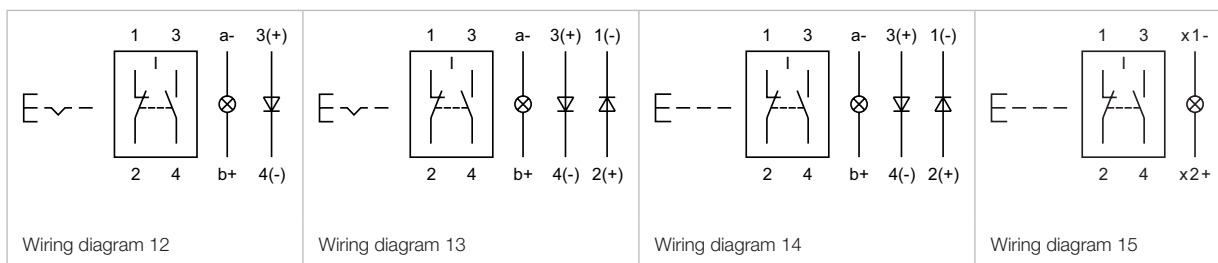 1 3 a- 3(+)
I
2 4 b+ 4(-)
Wiring diagram 12
1 3 a- 3(+) 1(-)
I
2 4 b+ 4(-) 2(+)
Wiring diagram 13
1 3 a- 3(+) 1(-)
I
2 4 b+ 4(-) 2(+)
Wiring diagram 14
1 3 x1-
I
2 4 x2+
Wiring diagram 15